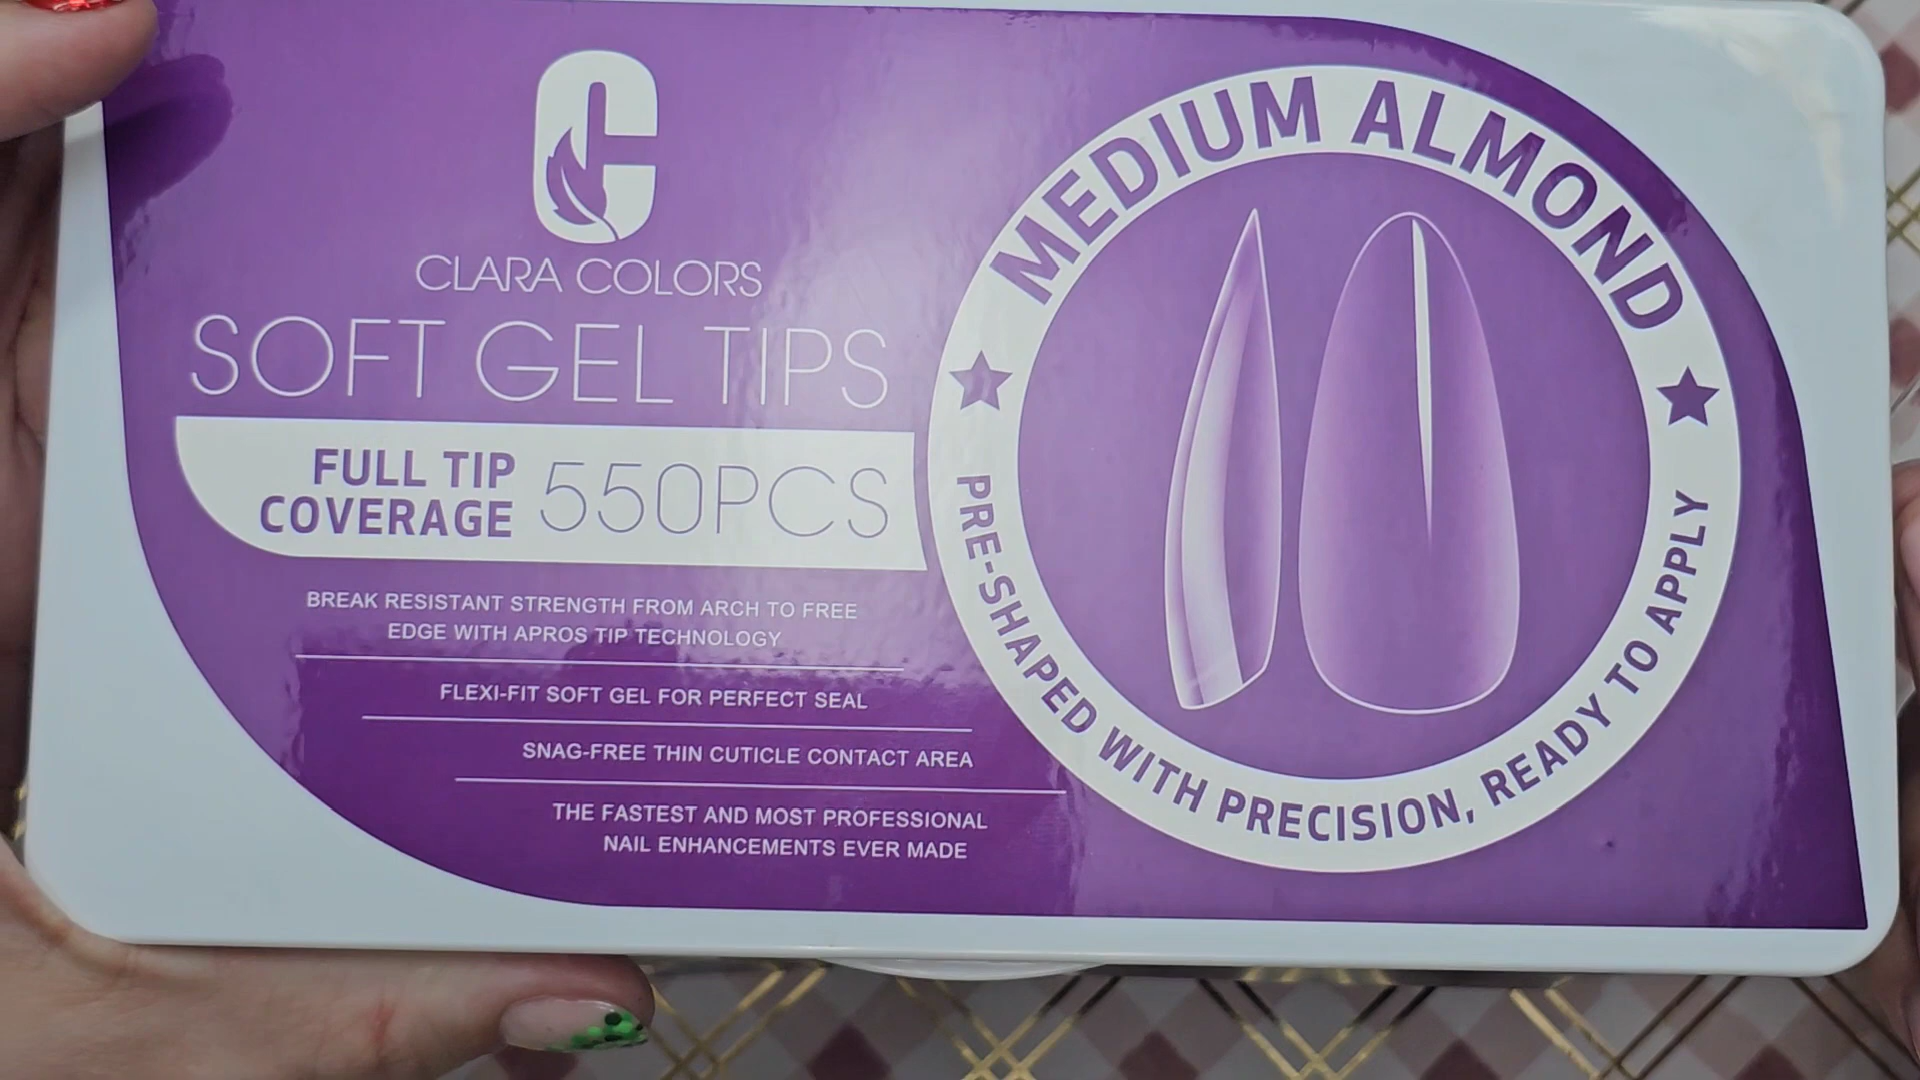 CLARA COLORS
SOFT GEL TIPS
FULL TIP
COVERAGE
550PCS
BREAK RESISTANT STRENGTH FROM ARCH TO FREE
EDGE WITH APROS TIP TECHNOLOGY
FLEXI-FIT SOFT GEL FOR PERFECT SEAL
SNAG-FREE THIN CUTICLE CONTACT AREA
THE FASTEST AND MOST PROFESSIONAL
NAIL ENHANCEMENTS EVER MADE
MEDIUM ALMOND
PRE-SHAPED WITH PRECISION, READY TO APPLY